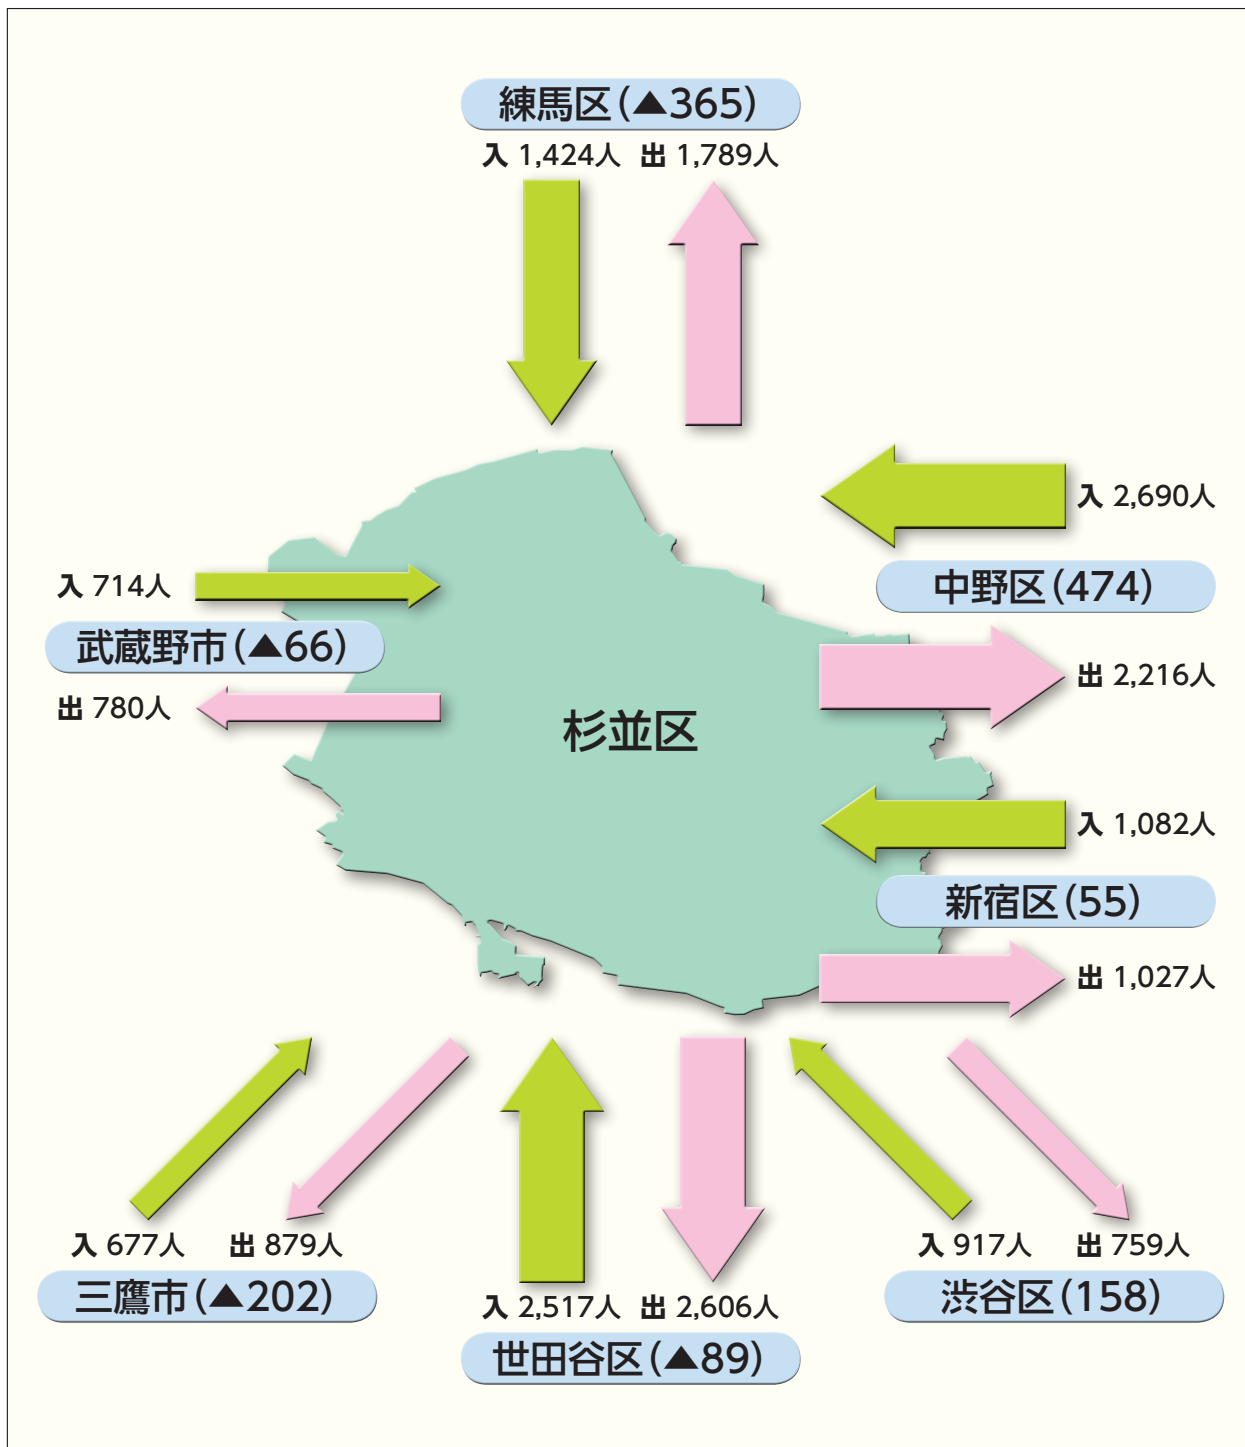 練馬区(▲365)
入 1,424人 出 1,789人
入 2,690人
中野区(474)
出 2,216人
入 714人
武蔵野市(▲66)
出 780人
杉並区
入 1,082人
新宿区(55)
出 1,027人
入 677人 出 879人
三鷹市(▲202)
入 2,517人 出 2,606人
世田谷区(▲89)
入 917人 出 759人
渋谷区(158)